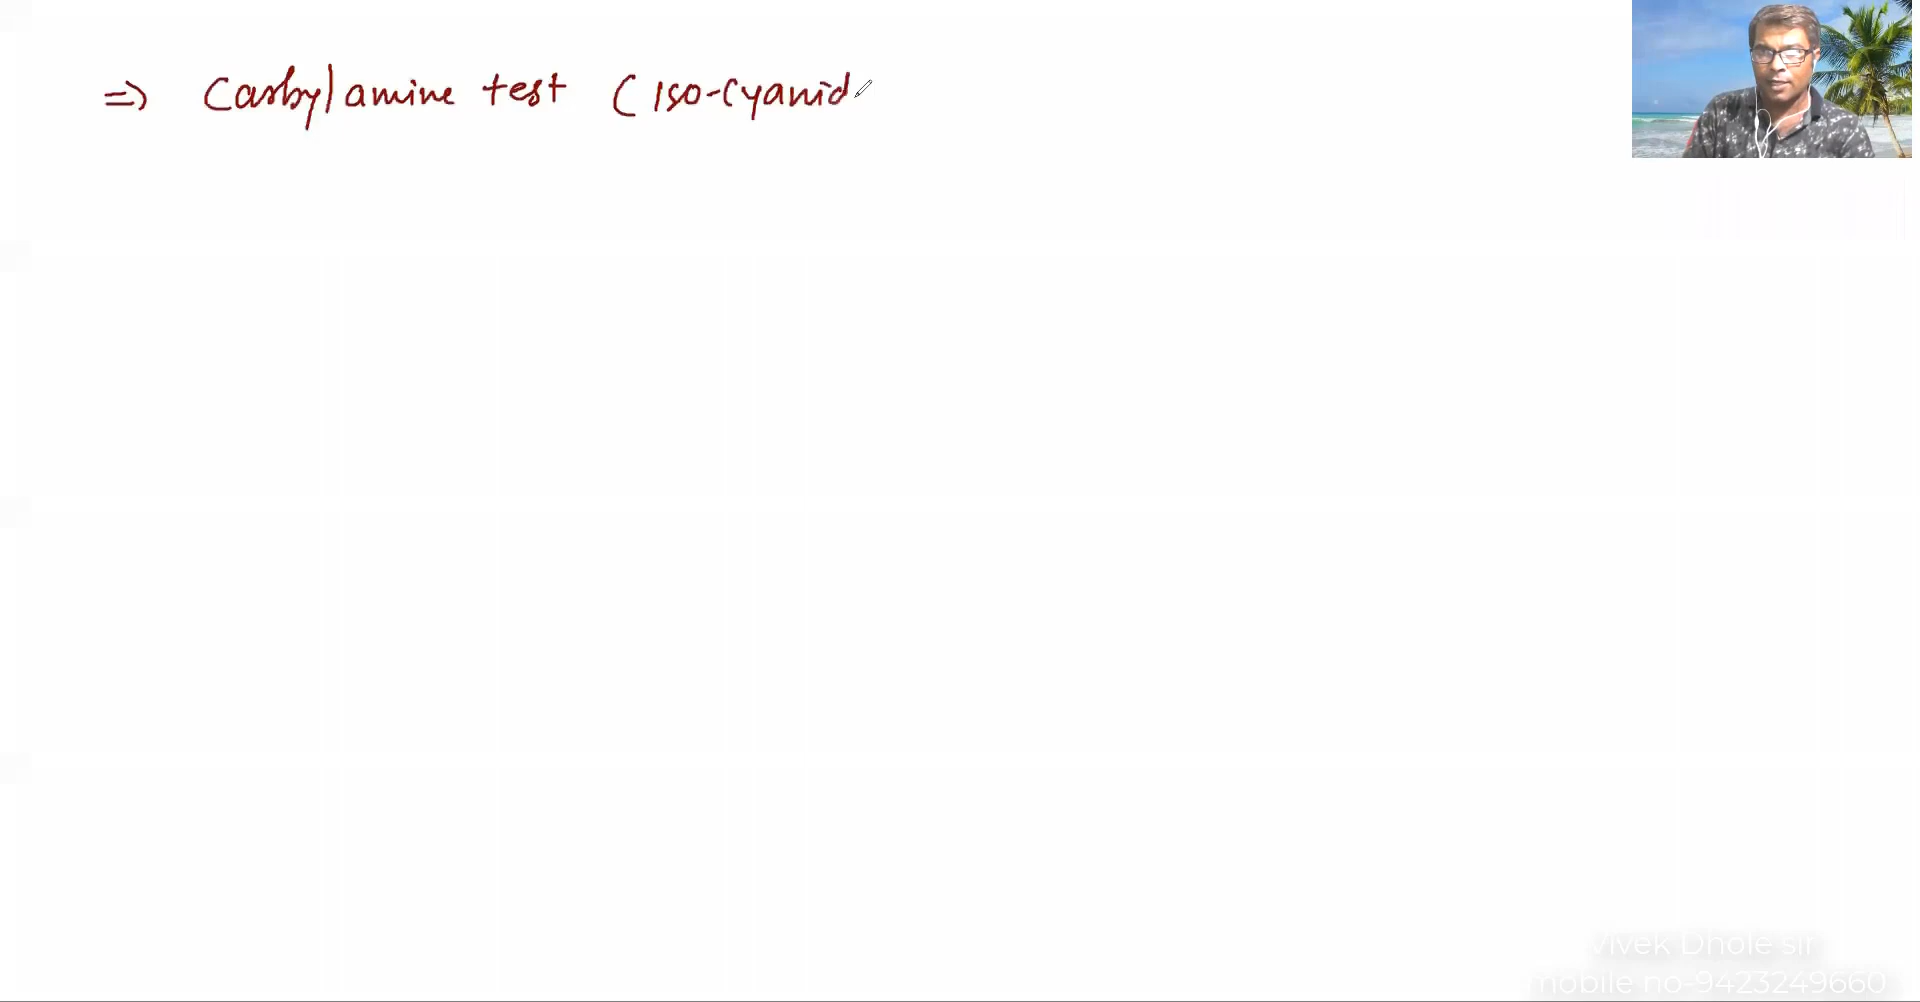 ⇒ Carbylamine test (Iso-Cyanid
Vivek Dhole sir
mobile no-9423249660